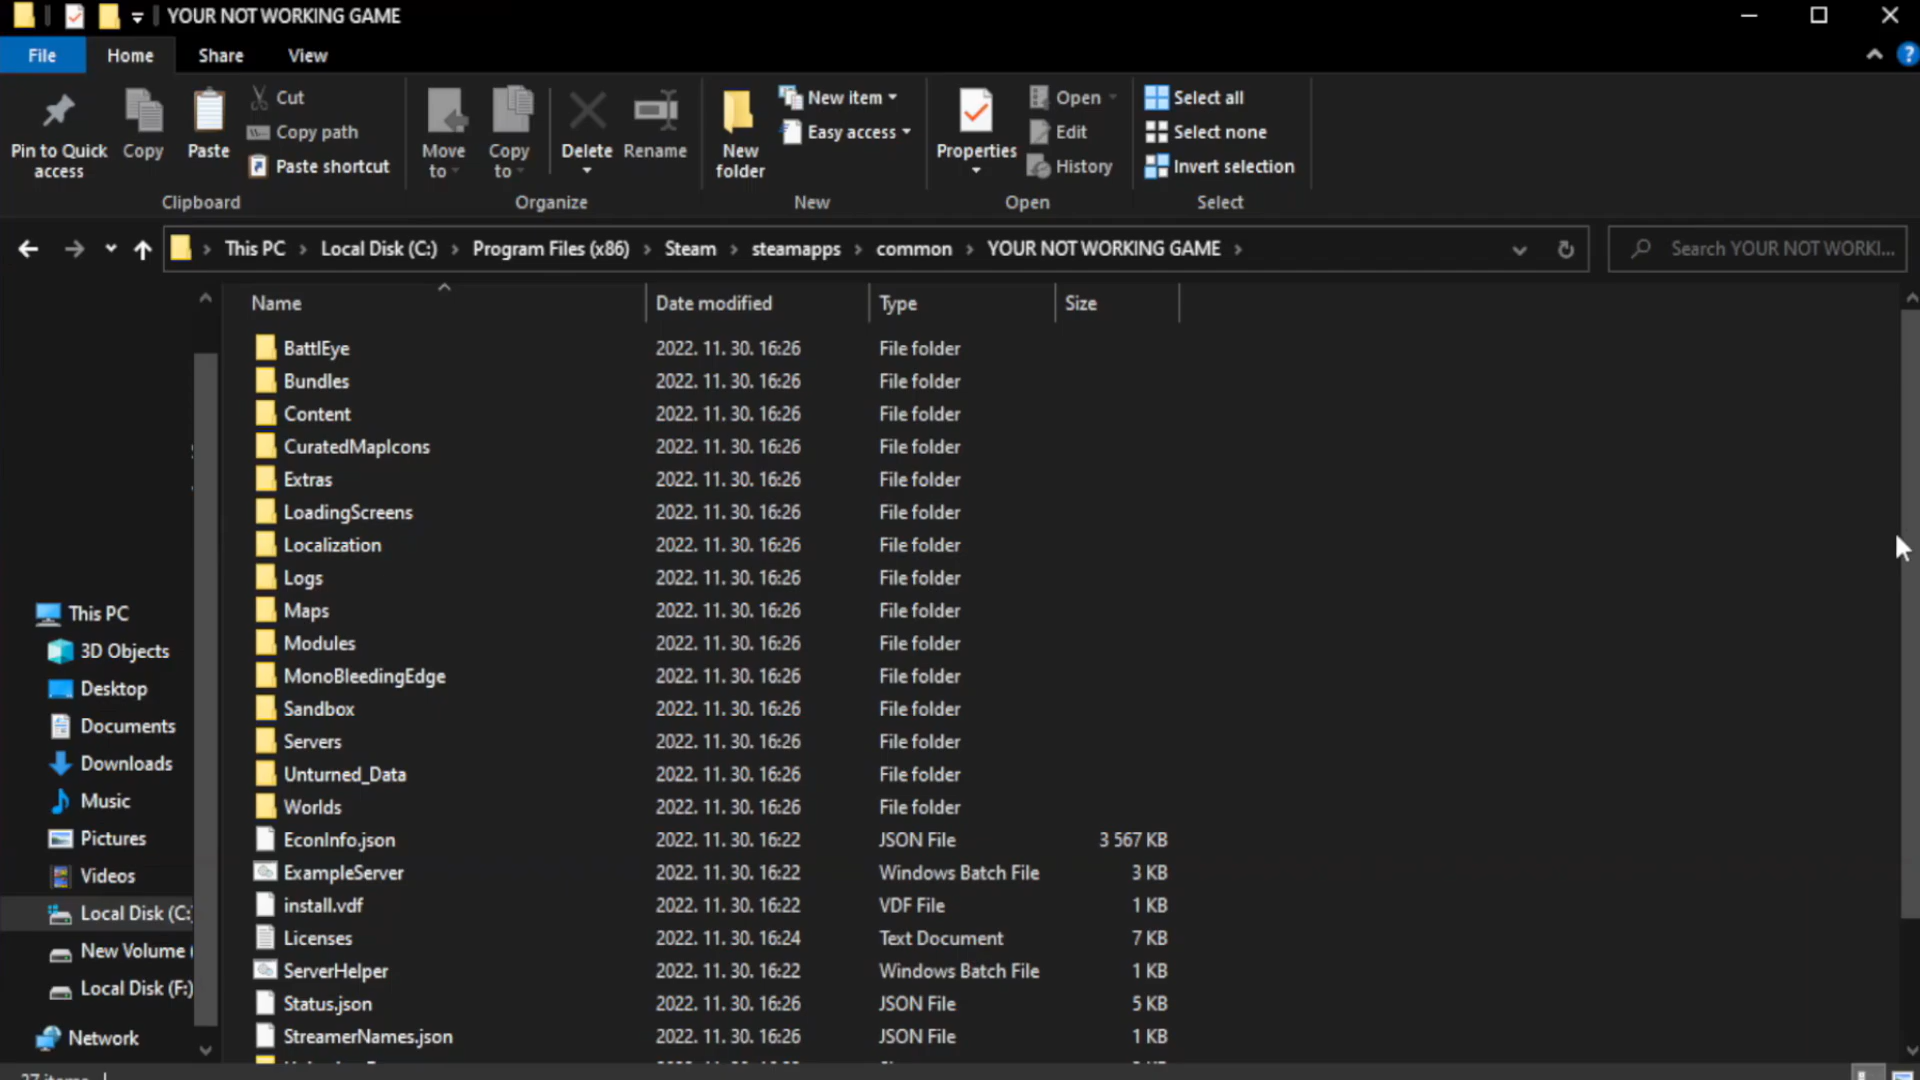 YOUR NOT WORKING GAME
File Home Share View
Pin to Quick access
Copy
Paste
Cut
Copy path
Paste shortcut
Clipboard
Move to
Copy to
Delete
Rename
Organize
New folder
New item
Easy access
New
Properties
Open
Edit
History
Open
Select all
Select none
Invert selection
Select
This PC > Local Disk (C:) > Program Files (x86) > Steam > steamapps > common > YOUR NOT WORKING GAME >
Search YOUR NOT WORKI...
Name Date modified Type Size
BattlEye 2022. 11. 30. 16:26 File folder
Bundles 2022. 11. 30. 16:26 File folder
Content 2022. 11. 30. 16:26 File folder
CuratedMapIcons 2022. 11. 30. 16:26 File folder
Extras 2022. 11. 30. 16:26 File folder
LoadingScreens 2022. 11. 30. 16:26 File folder
Localization 2022. 11. 30. 16:26 File folder
Logs 2022. 11. 30. 16:26 File folder
Maps 2022. 11. 30. 16:26 File folder
Modules 2022. 11. 30. 16:26 File folder
MonoBleedingEdge 2022. 11. 30. 16:26 File folder
Sandbox 2022. 11. 30. 16:26 File folder
Servers 2022. 11. 30. 16:26 File folder
Unturned_Data 2022. 11. 30. 16:26 File folder
Worlds 2022. 11. 30. 16:26 File folder
EconInfo.json 2022. 11. 30. 16:22 JSON File 3 567 KB
ExampleServer 2022. 11. 30. 16:22 Windows Batch File 3 KB
install.vdf 2022. 11. 30. 16:22 VDF File 1 KB
Licenses 2022. 11. 30. 16:24 Text Document 7 KB
ServerHelper 2022. 11. 30. 16:22 Windows Batch File 1 KB
Status.json 2022. 11. 30. 16:26 JSON File 5 KB
StreamerNames.json 2022. 11. 30. 16:26 JSON File 1 KB
This PC
3D Objects
Desktop
Documents
Downloads
Music
Pictures
Videos
Local Disk (C:)
New Volume (
Local Disk (F:)
Network